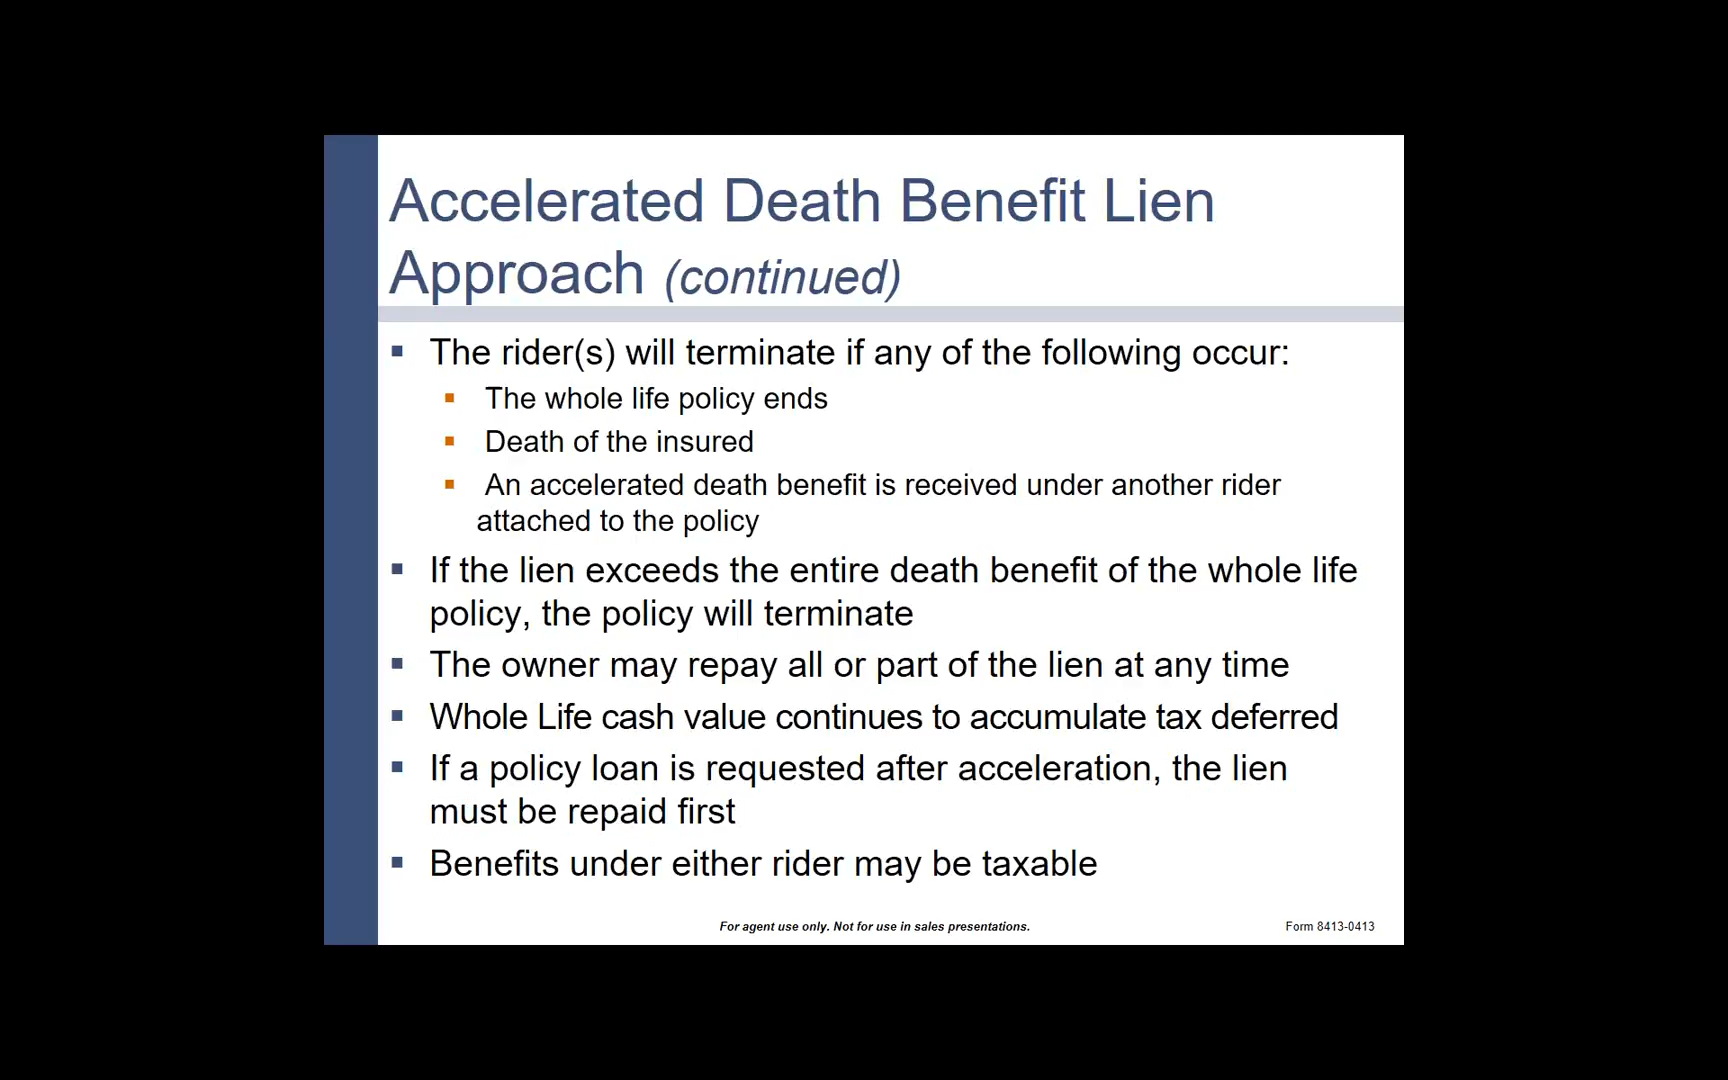 Accelerated Death Benefit Lien
Approach (continued)
▪ The rider(s) will terminate if any of the following occur:
▪ The whole life policy ends
▪ Death of the insured
▪ An accelerated death benefit is received under another rider
attached to the policy
▪ If the lien exceeds the entire death benefit of the whole life
policy, the policy will terminate
▪ The owner may repay all or part of the lien at any time
▪ Whole Life cash value continues to accumulate tax deferred
▪ If a policy loan is requested after acceleration, the lien
must be repaid first
▪ Benefits under either rider may be taxable
For agent use only. Not for use in sales presentations.
Form 8413-0413